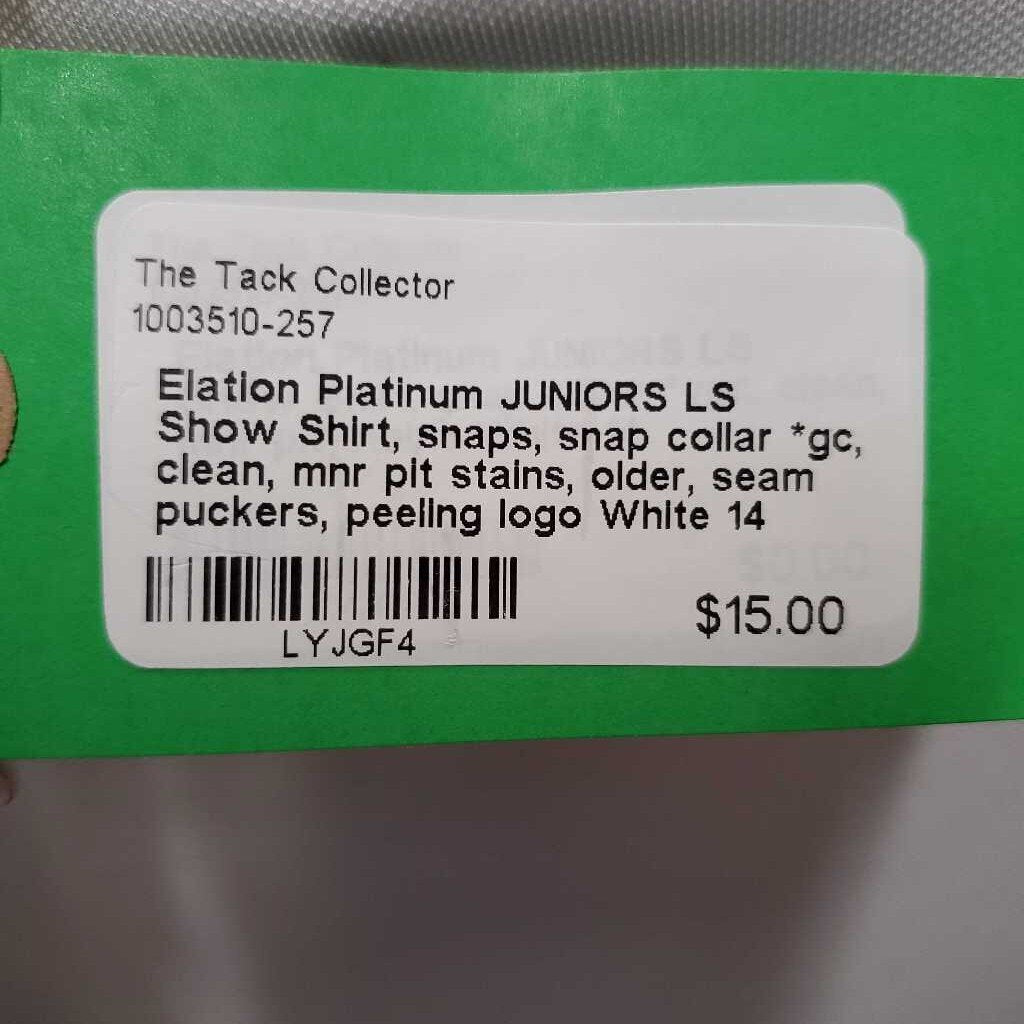 The Tack Collector
1003510-257
Elation Platinum JUNIORS LS
Show Shirt, snaps, snap collar *gc,
clean, mnr pit stains, older, seam
puckers, peeling logo White 14
LYJGF4
$15.00